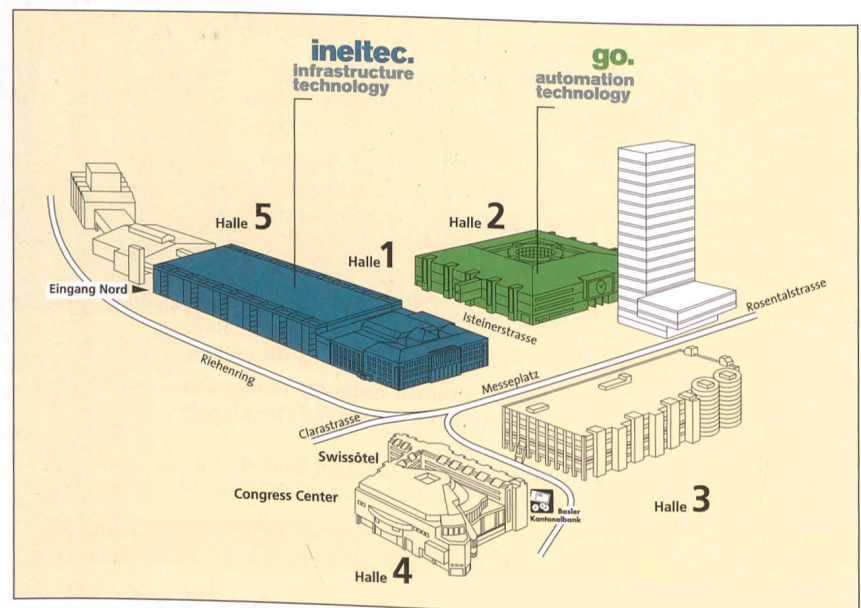 ineltec.
infrastructure
technology
go.
automation
technology
Halle 5
Halle 2
Halle 1
Eingang Nord
Isteinerstrasse
Rosentalstrasse
Riehenring
Messeplatz
Clarastrasse
Swissôtel
Congress Center
Basler
Kantonalbank
Halle 3
Halle 4